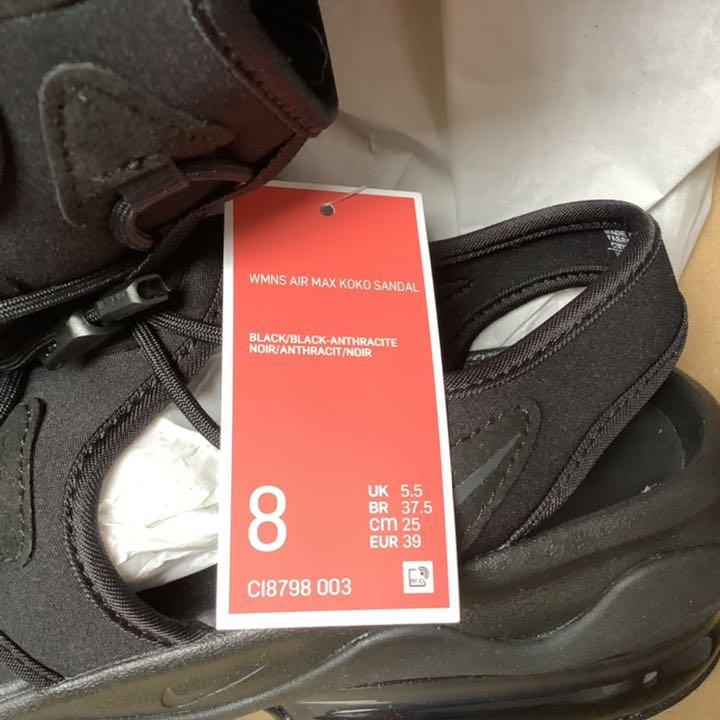 WMNS AIR MAX KOKO SANDAL
BLACK/BLACK-ANTHRACITE
NOIR/ANTHRACIT/NOIR
8
UK 5.5
BR 37.5
cm 25
EUR 39
CI8798 003
RFID